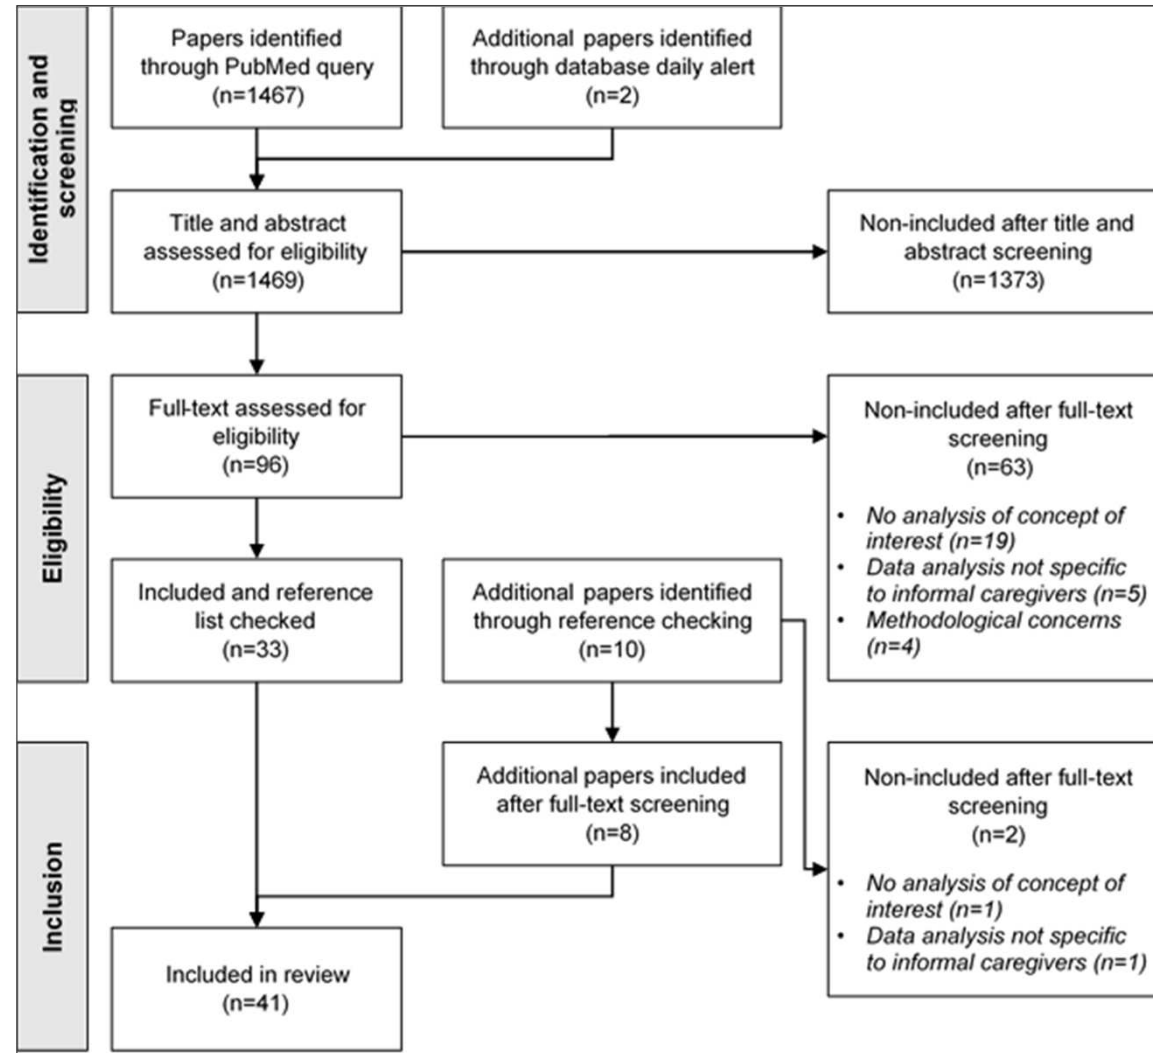 Identification and
screening
Papers identified
through PubMed query
(n=1467)
Additional papers identified
through database daily alert
(n=2)
Title and abstract
assessed for eligibility
(n=1469)
Non-included after title and
abstract screening
(n=1373)
Eligibility
Full-text assessed for
eligibility
(n=96)
Non-included after full-text
screening
(n=63)
• No analysis of concept of
interest (n=19)
• Data analysis not specific
to informal caregivers (n=5)
• Methodological concerns
(n=4)
Included and reference
list checked
(n=33)
Additional papers identified
through reference checking
(n=10)
Inclusion
Additional papers included
after full-text screening
(n=8)
Non-included after full-text
screening
(n=2)
• No analysis of concept of
interest (n=1)
• Data analysis not specific
to informal caregivers (n=1)
Included in review
(n=41)